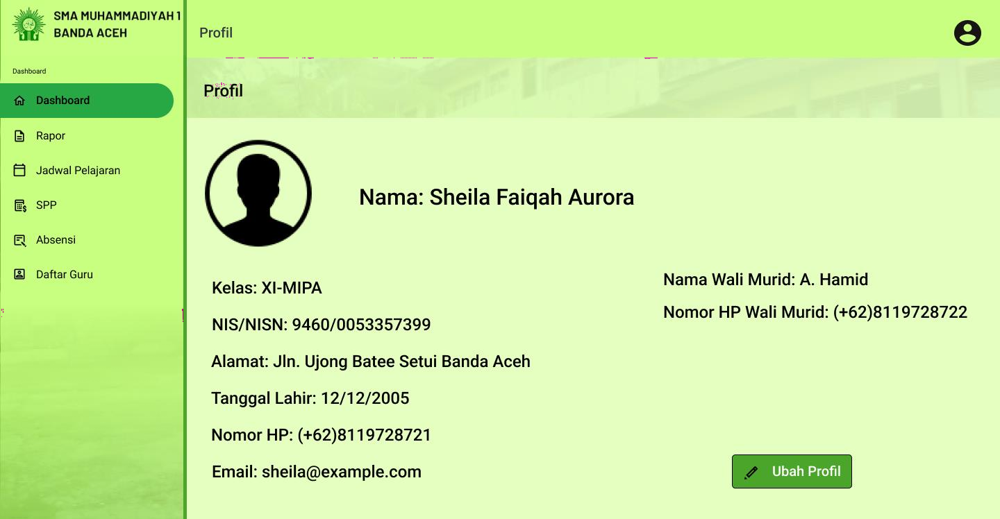 SMA MUHAMMADIYAH 1
BANDA ACEH
Profil
Dashboard
Dashboard
Rapor
Jadwal Pelajaran
SPP
Absensi
Daftar Guru
Profil
Nama: Sheila Faiqah Aurora
Kelas: XI-MIPA
NIS/NISN: 9460/0053357399
Alamat: Jln. Ujong Batee Setui Banda Aceh
Tanggal Lahir: 12/12/2005
Nomor HP: (+62)8119728721
Email: sheila@example.com
Nama Wali Murid: A. Hamid
Nomor HP Wali Murid: (+62)8119728722
Ubah Profil